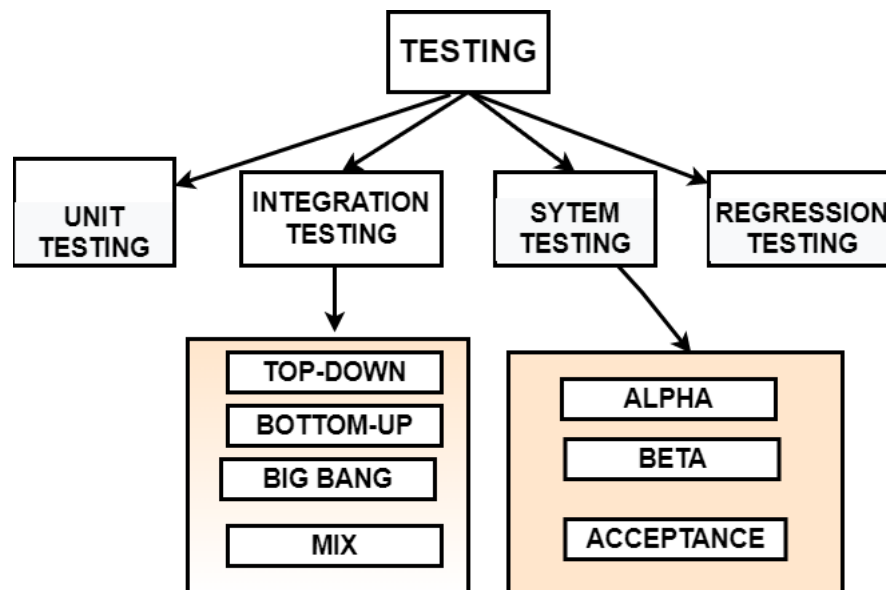 TESTING
UNIT
TESTING
INTEGRATION
TESTING
SYTEM
TESTING
REGRESSION
TESTING
TOP-DOWN
BOTTOM-UP
BIG BANG
MIX
ALPHA
BETA
ACCEPTANCE